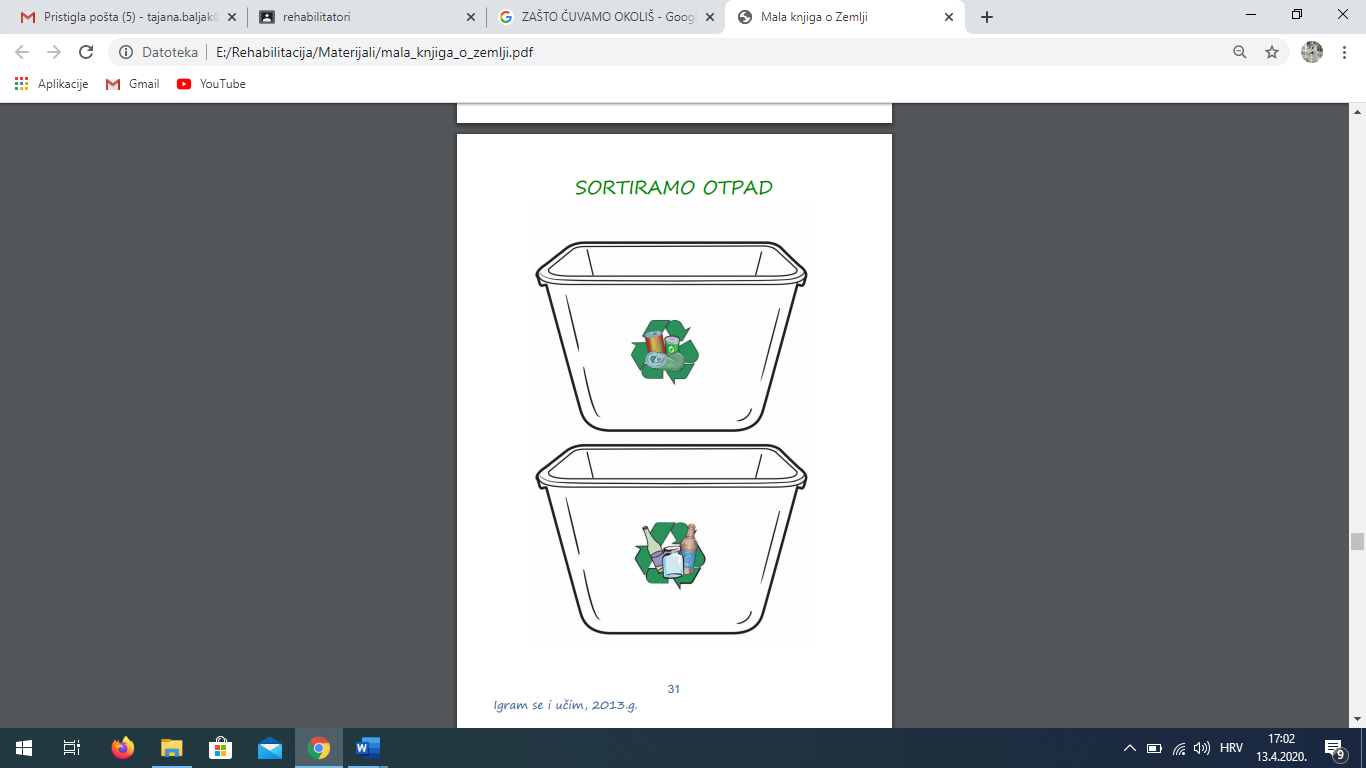 Pristigla pošta (5) - tajana.baljak
rehabilitatori
ZAŠTO ČUVAMO OKOLIŠ - Goog
Mala knjiga o Zemlji
Datoteka
E:/Rehabilitacija/Materijali/mala_knjiga_o_zemlji.pdf
Aplikacije
Gmail
YouTube
SORTIRAMO OTPAD
31
Igram se i učim, 2013.g.
HRV
17:02
13.4.2020.
9